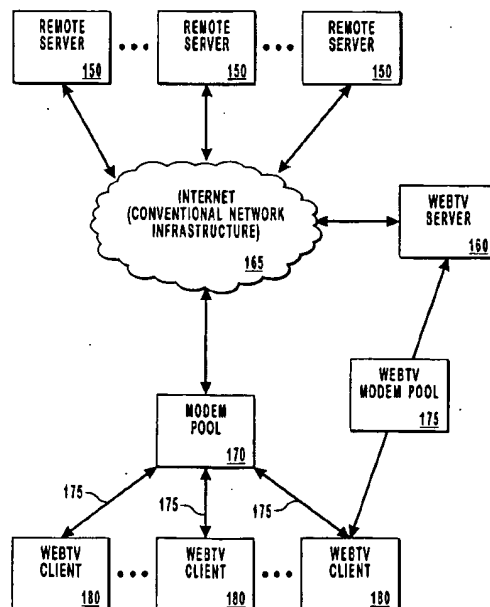 REMOTE SERVER 150
REMOTE SERVER 150
REMOTE SERVER 150
INTERNET
(CONVENTIONAL NETWORK
INFRASTRUCTURE)
165
WEBTV
SERVER
160
WEBTV
MODEM POOL
175
MODEM
POOL
170
175
175
175
WEBTV CLIENT 180
WEBTV CLIENT 180
WEBTV CLIENT 180